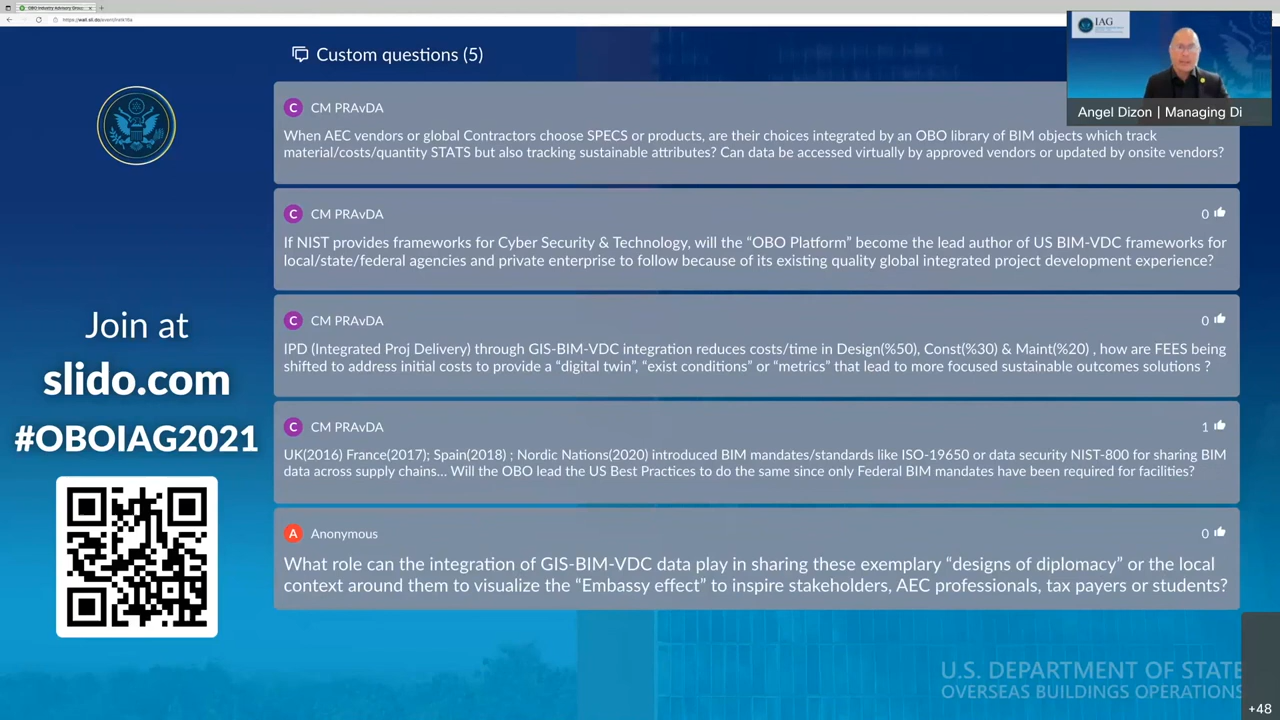 OBO Industry Advisory Group:
Custom questions (5)
IAG
Angel Dizon | Managing Di
C CM PRAvDA
When AEC vendors or global Contractors choose SPECS or products, are their choices integrated by an OBO library of BIM objects which track
material/costs/quantity STATS but also tracking sustainable attributes? Can data be accessed virtually by approved vendors or updated by onsite vendors?
C CM PRAvDA 0
If NIST provides frameworks for Cyber Security & Technology, will the “OBO Platform” become the lead author of US BIM-VDC frameworks for
local/state/federal agencies and private enterprise to follow because of its existing quality global integrated project development experience?
C CM PRAvDA 0
IPD (Integrated Proj Delivery) through GIS-BIM-VDC integration reduces costs/time in Design(%50), Const(%30) & Maint(%20) , how are FEES being
shifted to address initial costs to provide a “digital twin”, “exist conditions” or “metrics” that lead to more focused sustainable outcomes solutions ?
C CM PRAvDA 1
UK(2016) France(2017); Spain(2018) ; Nordic Nations(2020) introduced BIM mandates/standards like ISO-19650 or data security NIST-800 for sharing BIM
data across supply chains... Will the OBO lead the US Best Practices to do the same since only Federal BIM mandates have been required for facilities?
A Anonymous 0
What role can the integration of GIS-BIM-VDC data play in sharing these exemplary “designs of diplomacy” or the local
context around them to visualize the “Embassy effect” to inspire stakeholders, AEC professionals, tax payers or students?
Join at
slido.com
#OBOIAG2021
U.S. DEPARTMENT OF STATE
OVERSEAS BUILDINGS OPERATIONS
+48